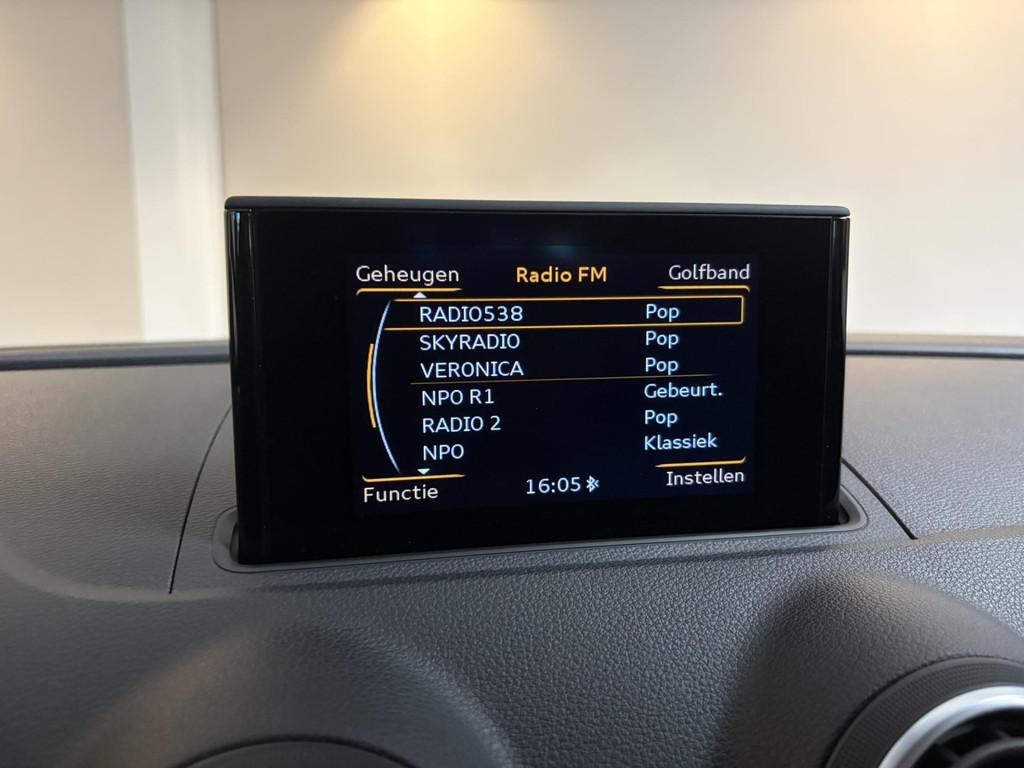 Geheugen Radio FM Golfband
RADIO538 Pop
SKYRADIO Pop
VERONICA Pop
NPO R1 Gebeurt.
RADIO 2 Pop
NPO Klassiek
Functie 16:05 Instellen